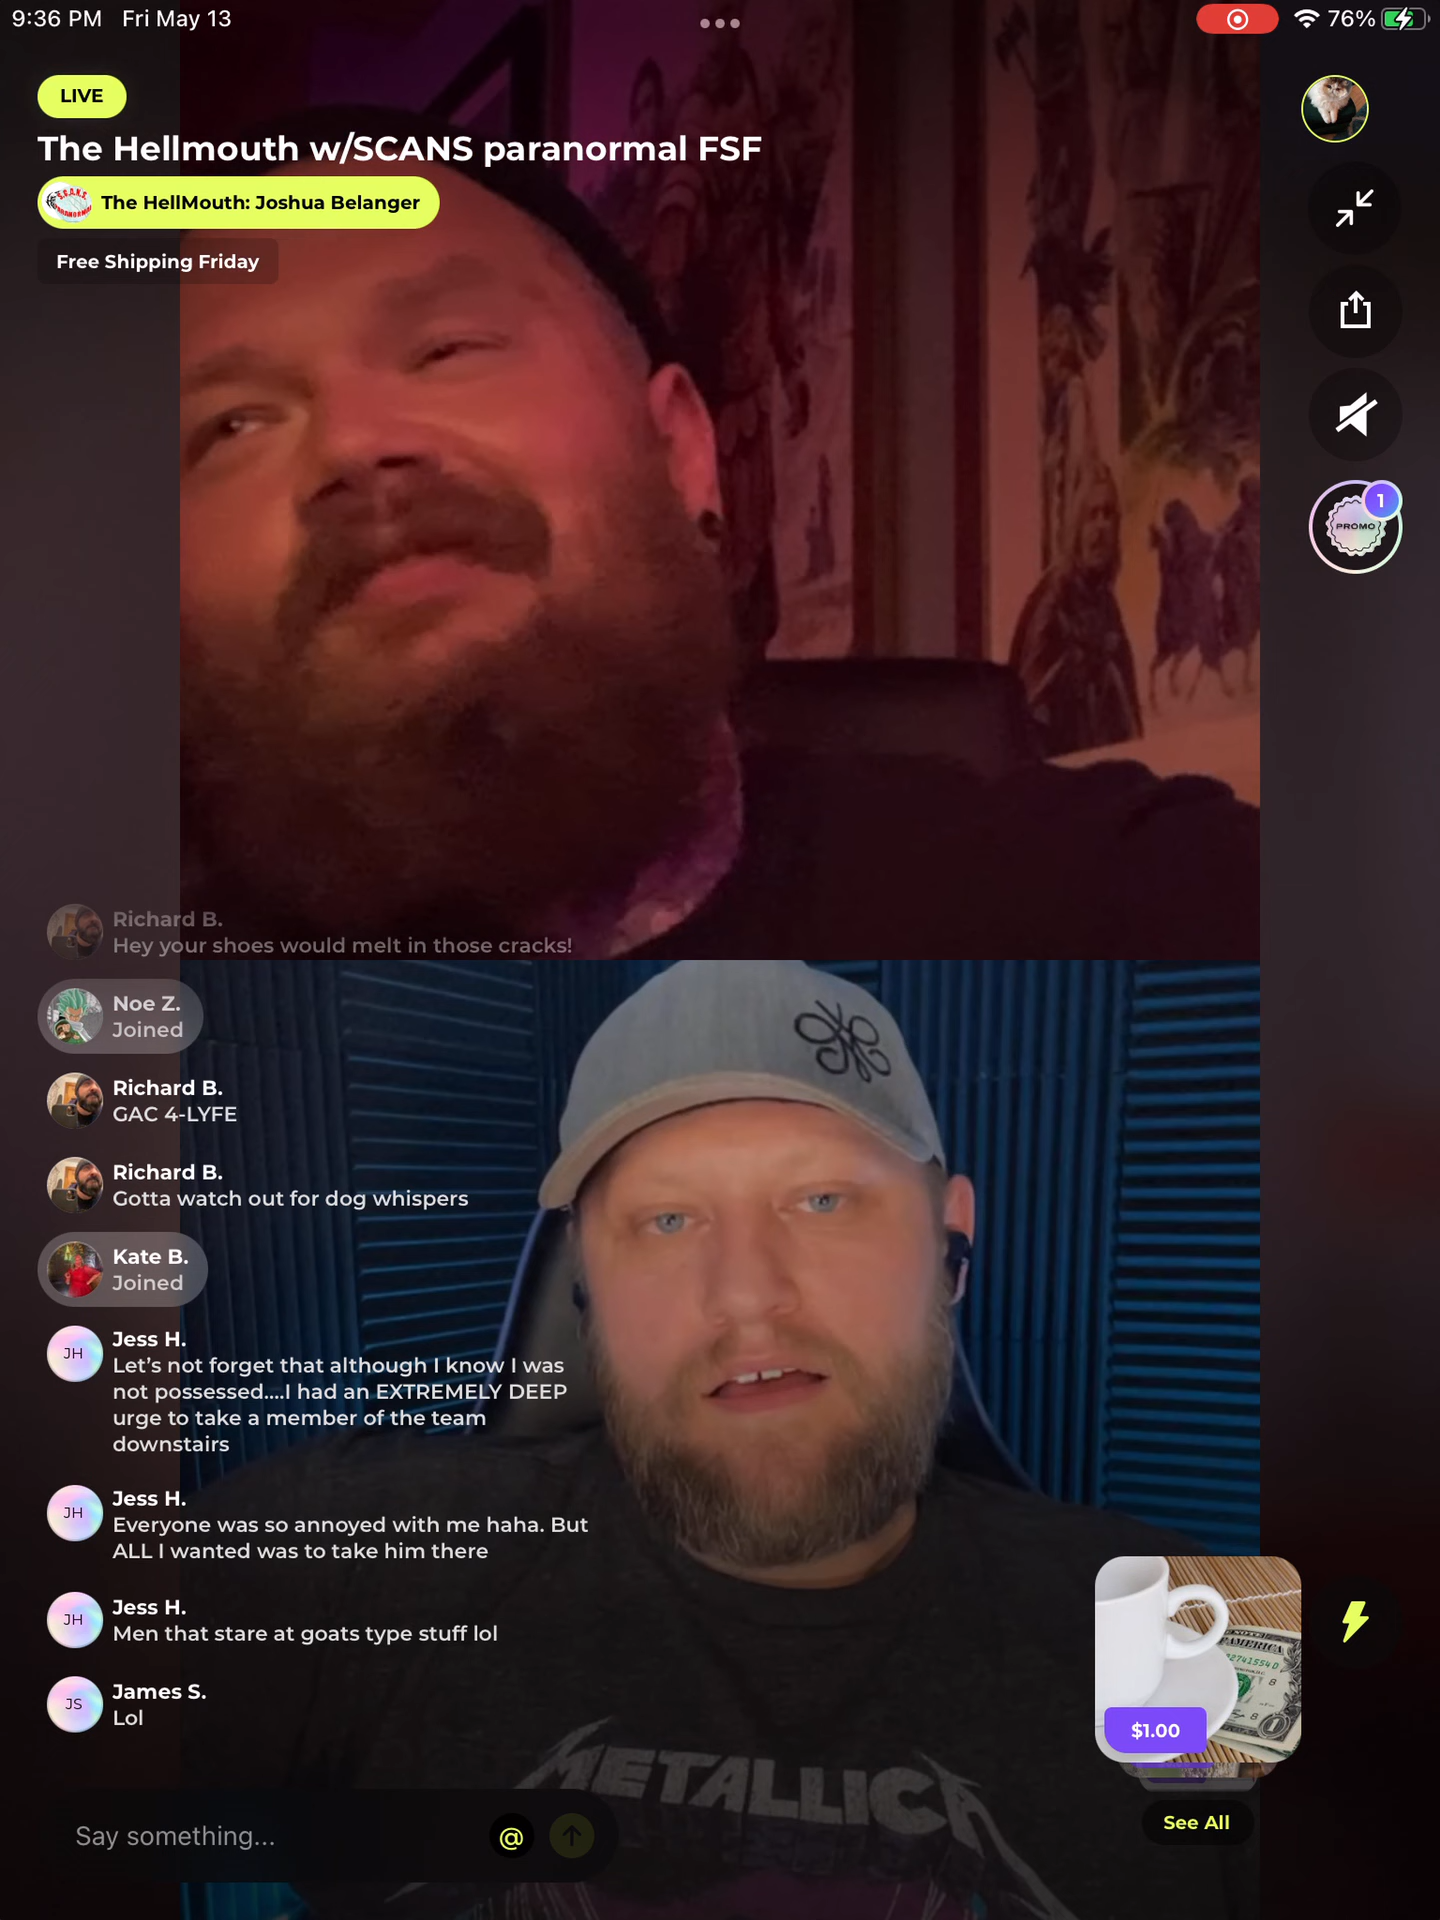 9:36 PM Fri May 13
76%
LIVE
The Hellmouth w/SCANS paranormal FSF
S.C.A.N.S.
PARANORMAL
The HellMouth: Joshua Belanger
Free Shipping Friday
1
PROMO
Richard B.
Hey your shoes would melt in those cracks!
Noe Z.
Joined
Richard B.
GAC 4-LYFE
Richard B.
Gotta watch out for dog whispers
Kate B.
Joined
JH
Jess H.
Let’s not forget that although I know I was
not possessed....I had an EXTREMELY DEEP
urge to take a member of the team
downstairs
JH
Jess H.
Everyone was so annoyed with me haha. But
ALL I wanted was to take him there
JH
Jess H.
Men that stare at goats type stuff lol
JS
James S.
Lol
METALLICA
AMERICA
$1.00
Say something...
@
See All